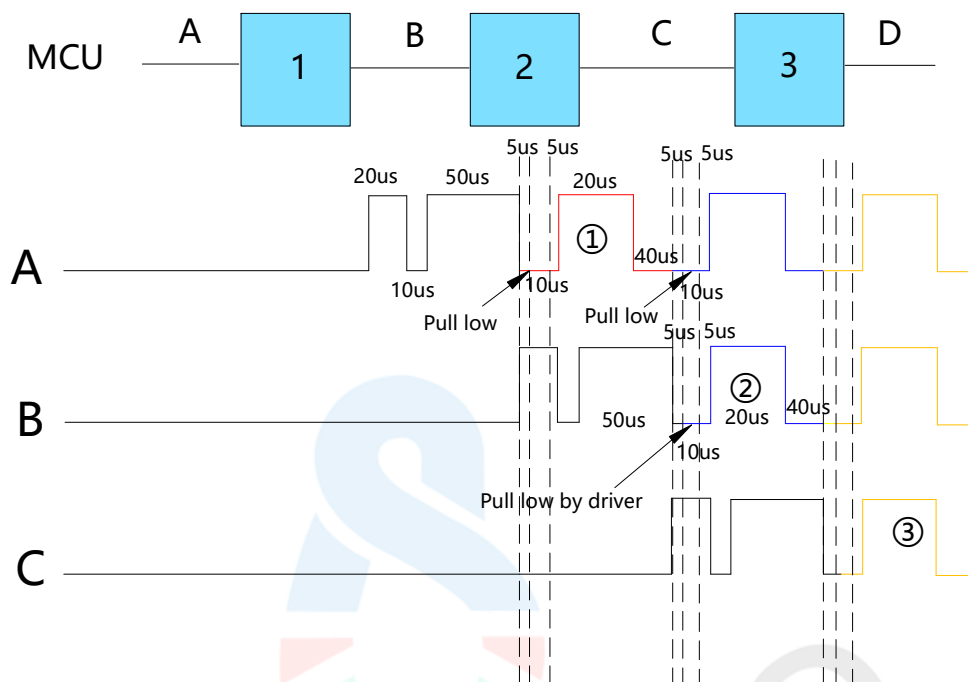 MCU A 1 B 2 C 3 D
5us 5us 5us 5us
20us 50us 20us
A ① 40us
10us 10us 10us
Pull low Pull low
5us 5us
B ② 40us
50us 20us
10us
Pull low by driver
C ③